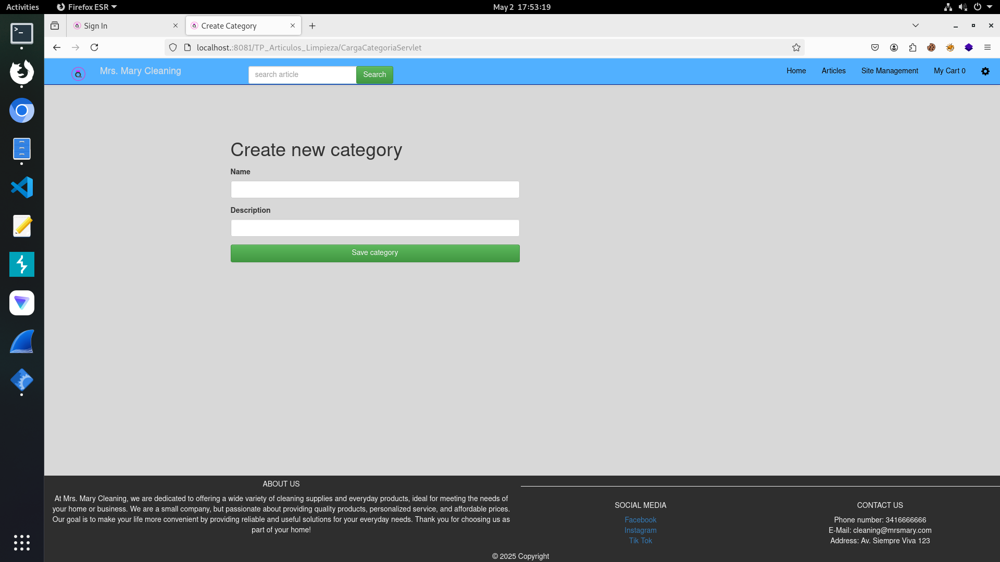 Activities
Firefox ESR
May 2 17:53:19
Sign In
Create Category
localhost.:8081/TP_Articulos_Limpieza/CargaCategoriaServlet
Mrs. Mary Cleaning
search article
Search
Home
Articles
Site Management
My Cart 0
Create new category
Name
Description
Save category
ABOUT US
At Mrs. Mary Cleaning, we are dedicated to offering a wide variety of cleaning supplies and everyday products, ideal for meeting the needs of
your home or business. We are a small company, but passionate about providing quality products, personalized service, and affordable prices.
Our goal is to make your life more convenient by providing reliable and useful solutions for your everyday needs. Thank you for choosing us as
part of your home!
SOCIAL MEDIA
Facebook
Instagram
Tik Tok
CONTACT US
Phone number: 3416666666
E-Mail: cleaning@mrsmary.com
Address: Av. Siempre Viva 123
© 2025 Copyright